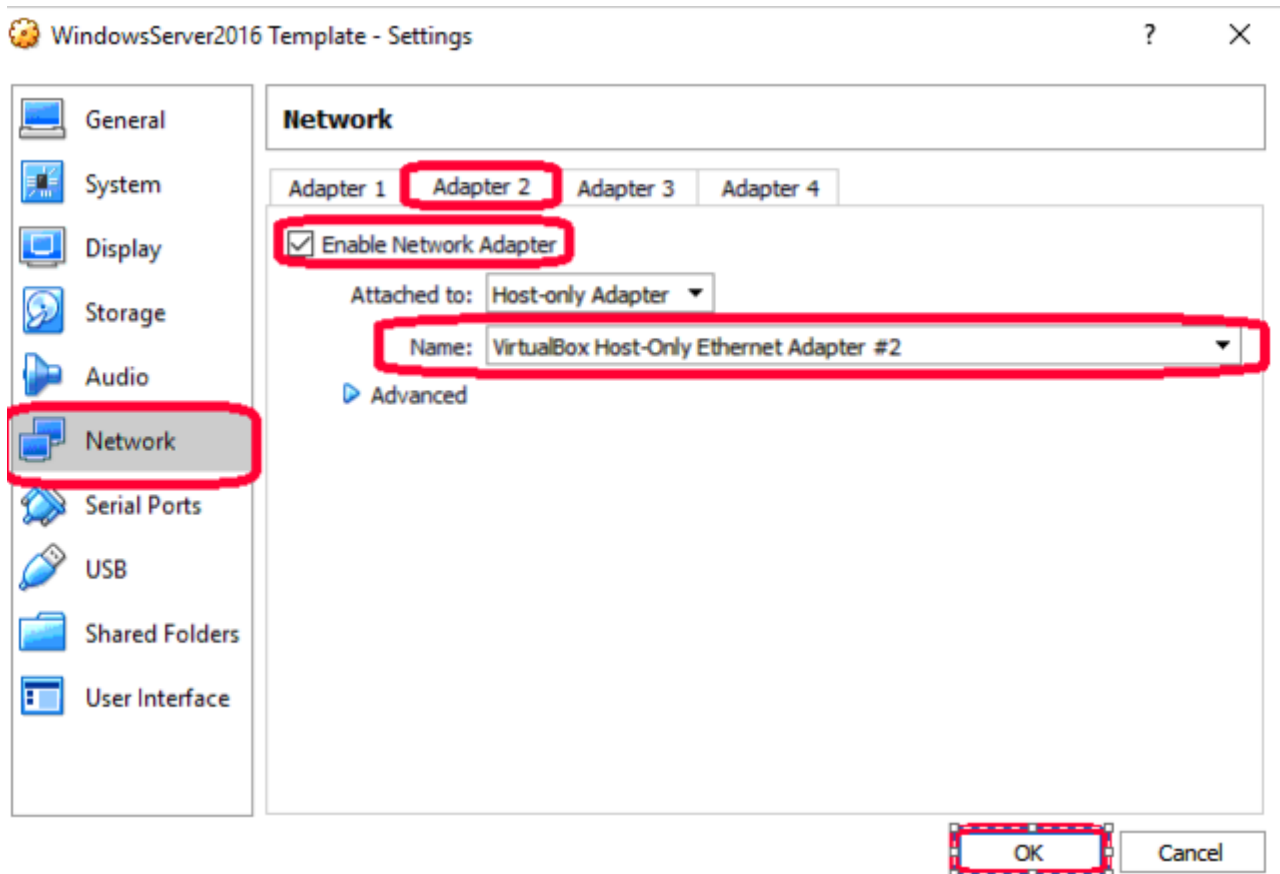 WindowsServer2016 Template - Settings ? ×
General
System
Display
Storage
Audio
Network
Serial Ports
USB
Shared Folders
User Interface
Network
Adapter 1 Adapter 2 Adapter 3 Adapter 4
Enable Network Adapter
Attached to: Host-only Adapter
Name: VirtualBox Host-Only Ethernet Adapter #2
Advanced
OK Cancel